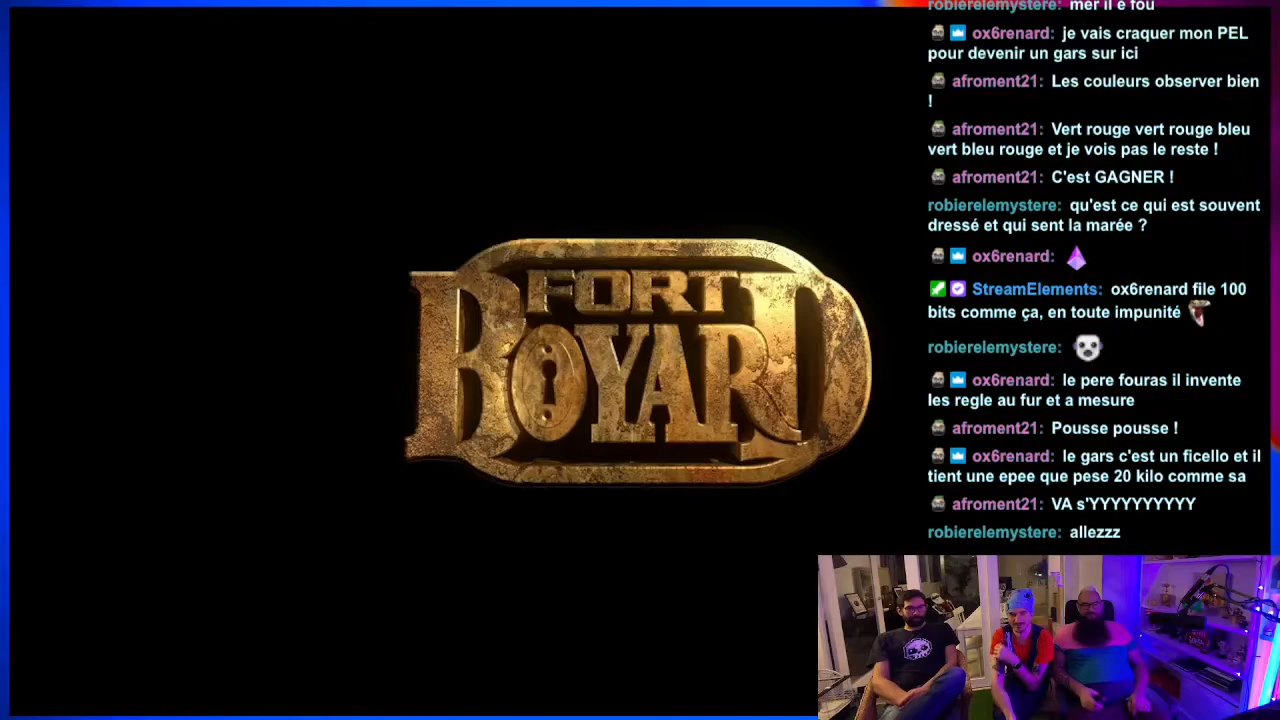 robierelemystere: mer il e fou
ox6renard: je vais craquer mon PEL
pour devenir un gars sur ici
afroment21: Les couleurs observer bien
!
afroment21: Vert rouge vert rouge bleu
vert bleu rouge et je vois pas le reste !
afroment21: C'est GAGNER !
robierelemystere: qu'est ce qui est souvent
dressé et qui sent la marée ?
ox6renard:
StreamElements: ox6renard file 100
bits comme ça, en toute impunité
robierelemystere:
ox6renard: le pere fouras il invente
les regle au fur et a mesure
afroment21: Pousse pousse !
ox6renard: le gars c'est un ficello et il
tient une epee que pese 20 kilo comme sa
afroment21: VA s'YYYYYYYYYY
robierelemystere: allezzz
FORT
BOYARD